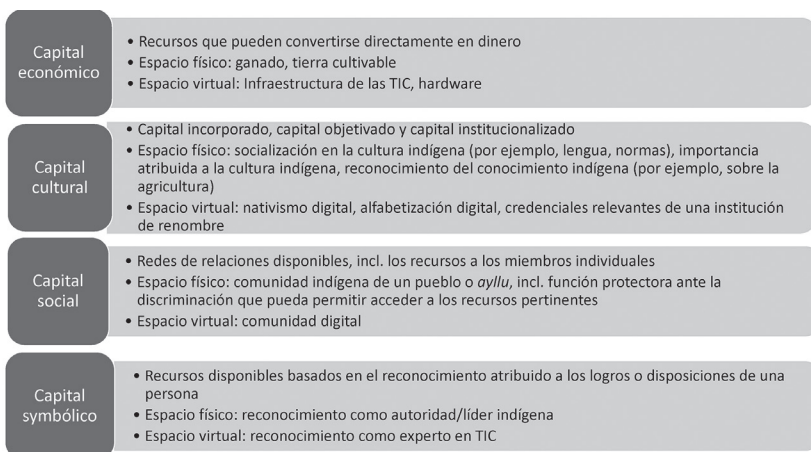 Capital
económico
• Recursos que pueden convertirse directamente en dinero
• Espacio físico: ganado, tierra cultivable
• Espacio virtual: Infraestructura de las TIC, hardware
Capital
cultural
• Capital incorporado, capital objetivado y capital institucionalizado
• Espacio físico: socialización en la cultura indígena (por ejemplo, lengua, normas), importancia
atribuida a la cultura indígena, reconocimiento del conocimiento indígena (por ejemplo, sobre la
agricultura)
• Espacio virtual: nativismo digital, alfabetización digital, credenciales relevantes de una institución
de renombre
Capital
social
• Redes de relaciones disponibles, incl. los recursos a los miembros individuales
• Espacio físico: comunidad indígena de un pueblo o ayllu, incl. función protectora ante la
discriminación que pueda permitir acceder a los recursos pertinentes
• Espacio virtual: comunidad digital
Capital
symbólico
• Recursos disponibles basados en el reconocimiento atribuido a los logros o disposiciones de una
persona
• Espacio físico: reconocimiento como autoridad/líder indígena
• Espacio virtual: reconocimiento como experto en TIC